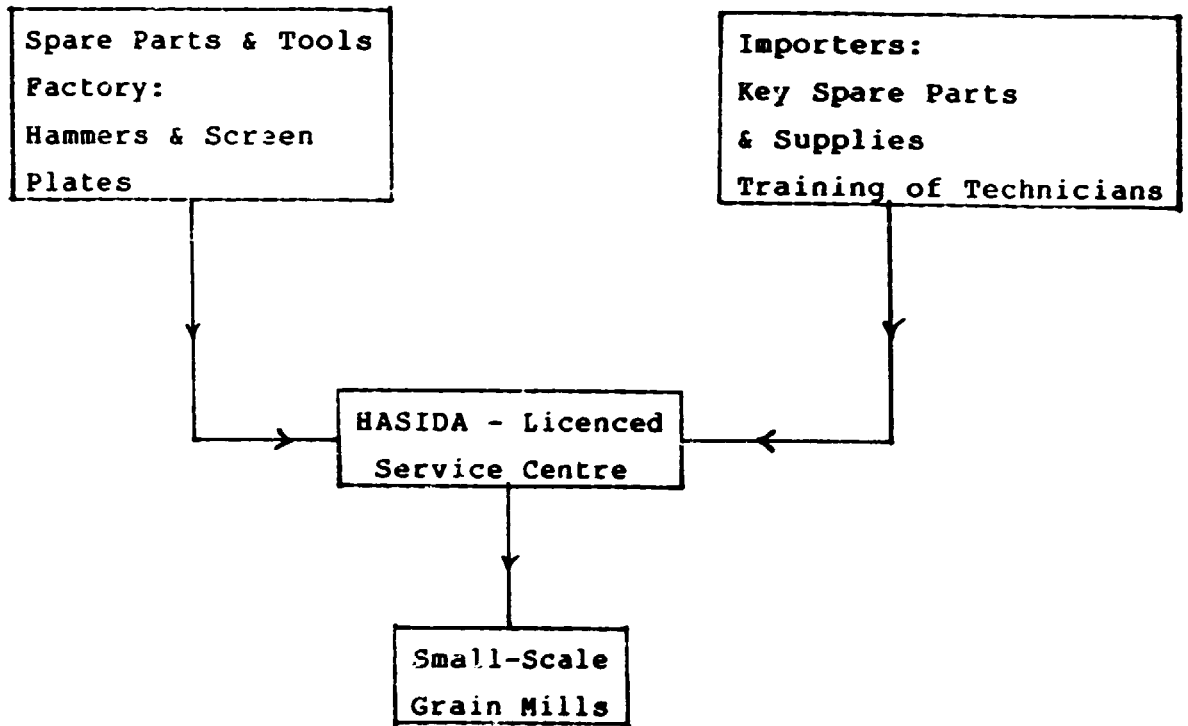 Spare Parts & Tools
Factory:
Hammers & Screen
Plates
Importers:
Key Spare Parts
& Supplies
Training of Technicians
HASIDA - Licenced
Service Centre
Small-Scale
Grain Mills